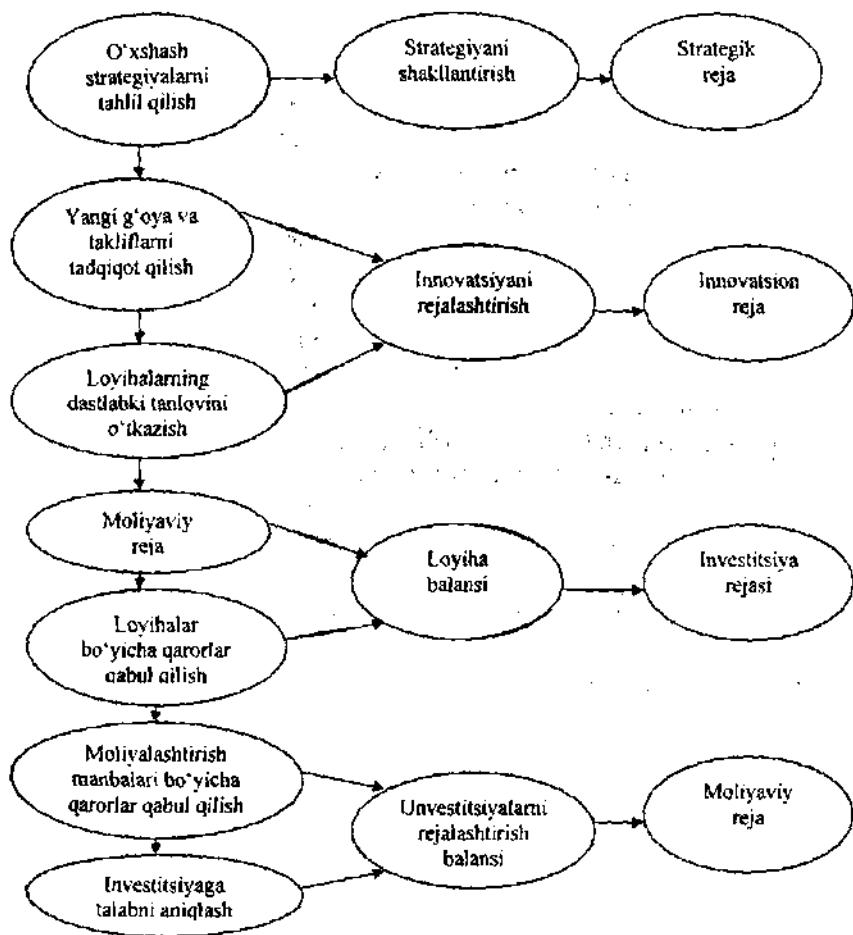 O‘xshash
strategiyalarni
tahlil qilish
Strategiyani
shakllantirish
Strategik
reja
Yangi g‘oya va
takliflarni
tadqiqot qilish
Innovatsiyani
rejalashtirish
Innovatsion
reja
Loyihalarning
dastlabki tanlovini
o‘tkazish
Moliyaviy
reja
Loyiha
balansi
Investitsiya
rejasi
Loyihalar
bo‘yicha qarorlar
qabul qilish
Moliyalashtirish
manbalari bo‘yicha
qarorlar qabul qilish
Unvestitsiyalarni
rejalashtirish
balansi
Moliyaviy
reja
Investitsiyaga
talabni aniqlash